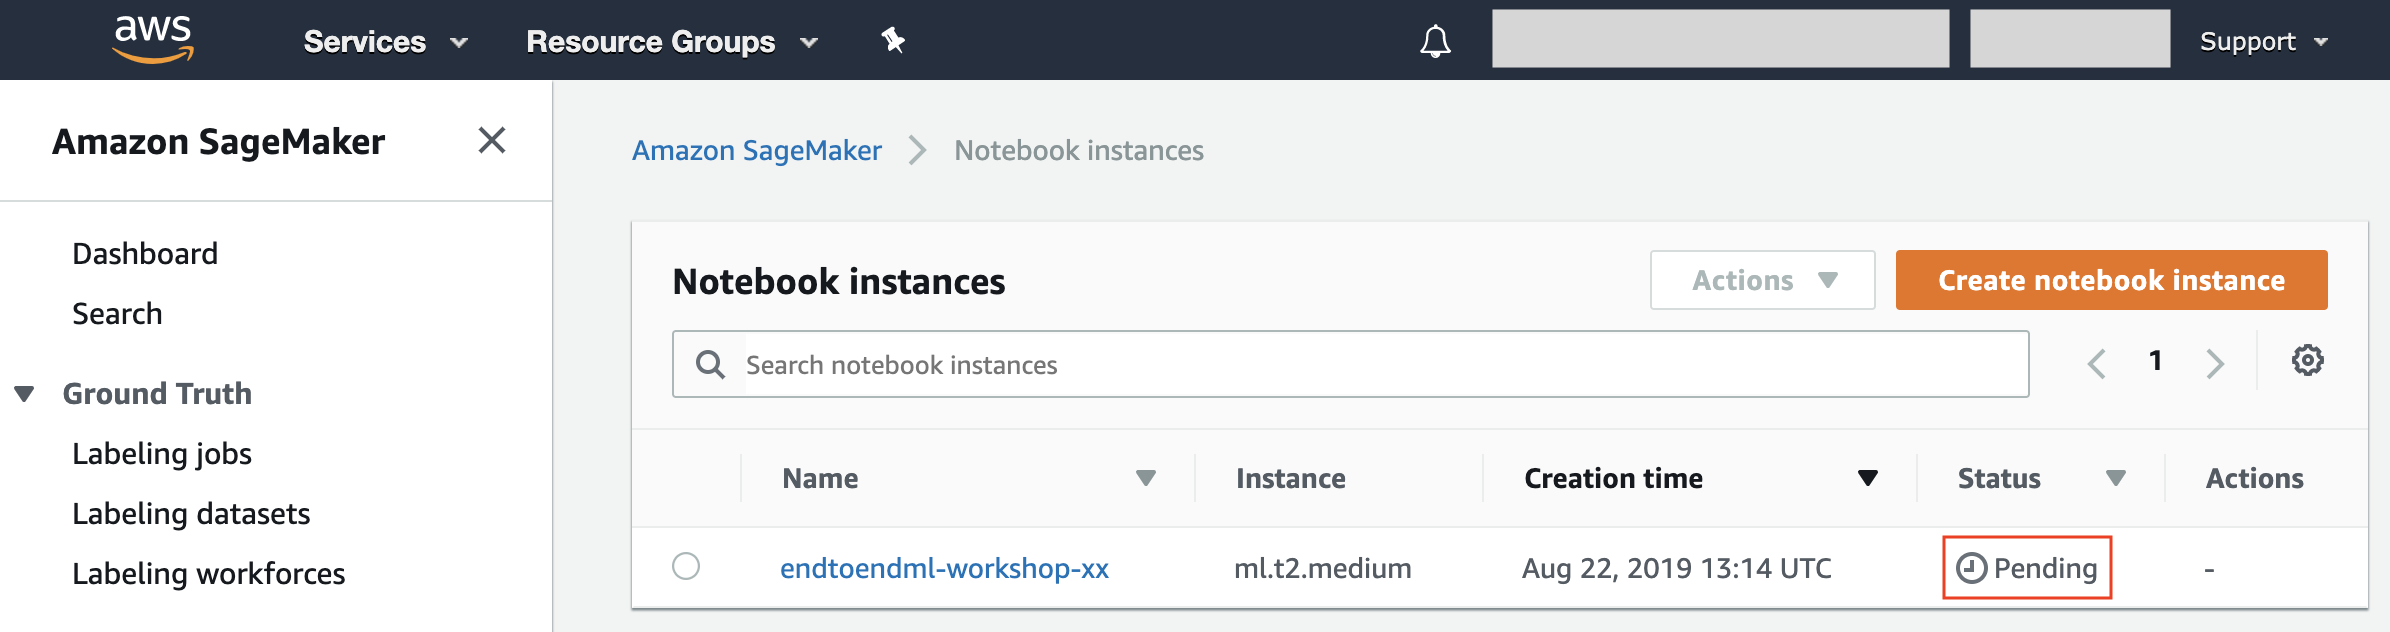 aws Services Resource Groups Support
Amazon SageMaker
Dashboard
Search
Ground Truth
Labeling jobs
Labeling datasets
Labeling workforces
Amazon SageMaker Notebook instances
Notebook instances Actions Create notebook instance
Search notebook instances 1
Name Instance Creation time Status Actions
endtoendml-workshop-xx ml.t2.medium Aug 22, 2019 13:14 UTC Pending -